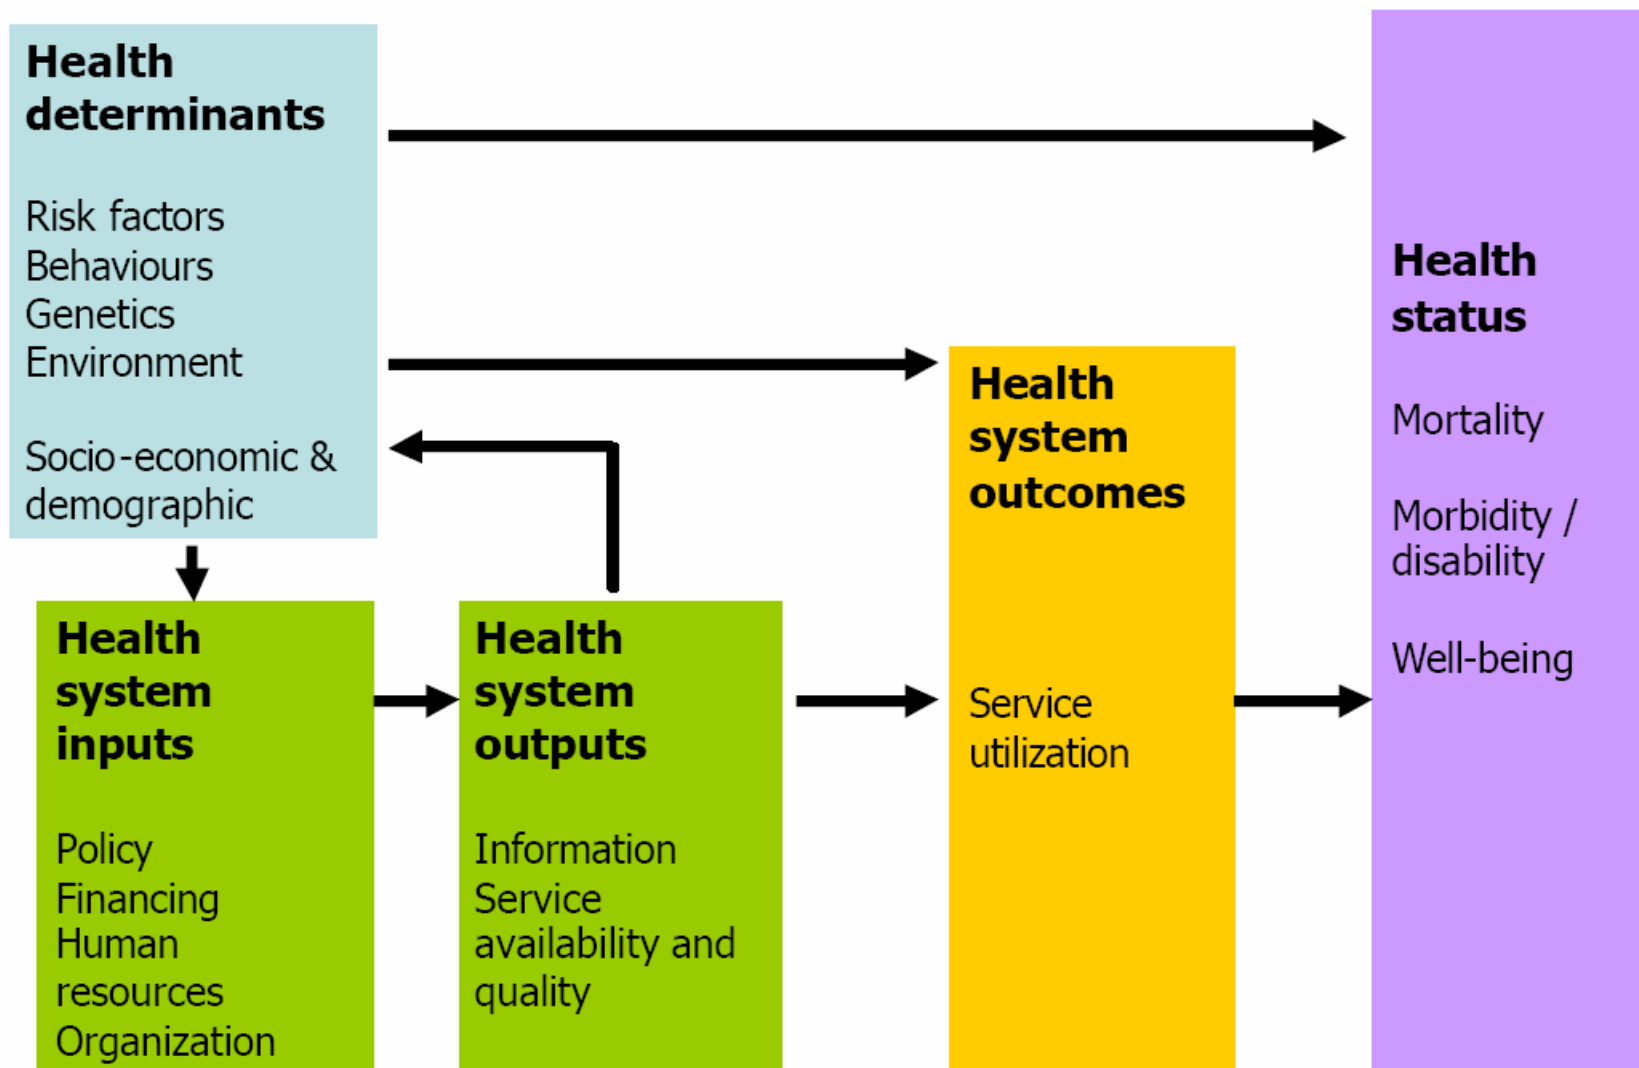 Health
determinants
Risk factors
Behaviours
Genetics
Environment
Socio-economic &
demographic
Health
system
inputs
Policy
Financing
Human
resources
Organization
Health
system
outputs
Information
Service
availability and
quality
Health
system
outcomes
Service
utilization
Health
status
Mortality
Morbidity /
disability
Well-being